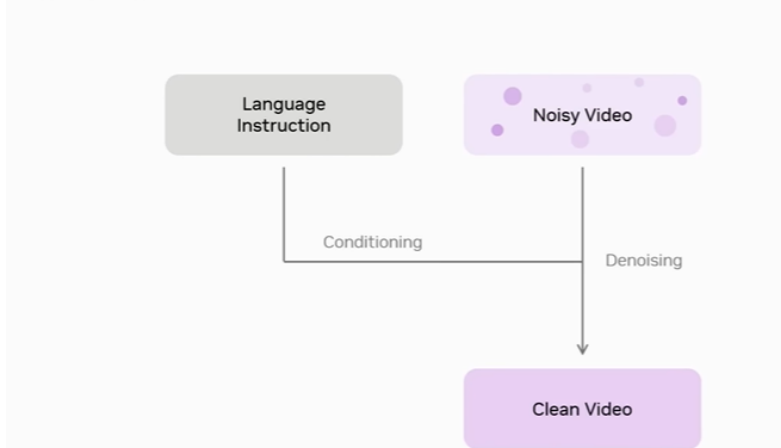 Language
Instruction
Noisy Video
Conditioning
Denoising
Clean Video